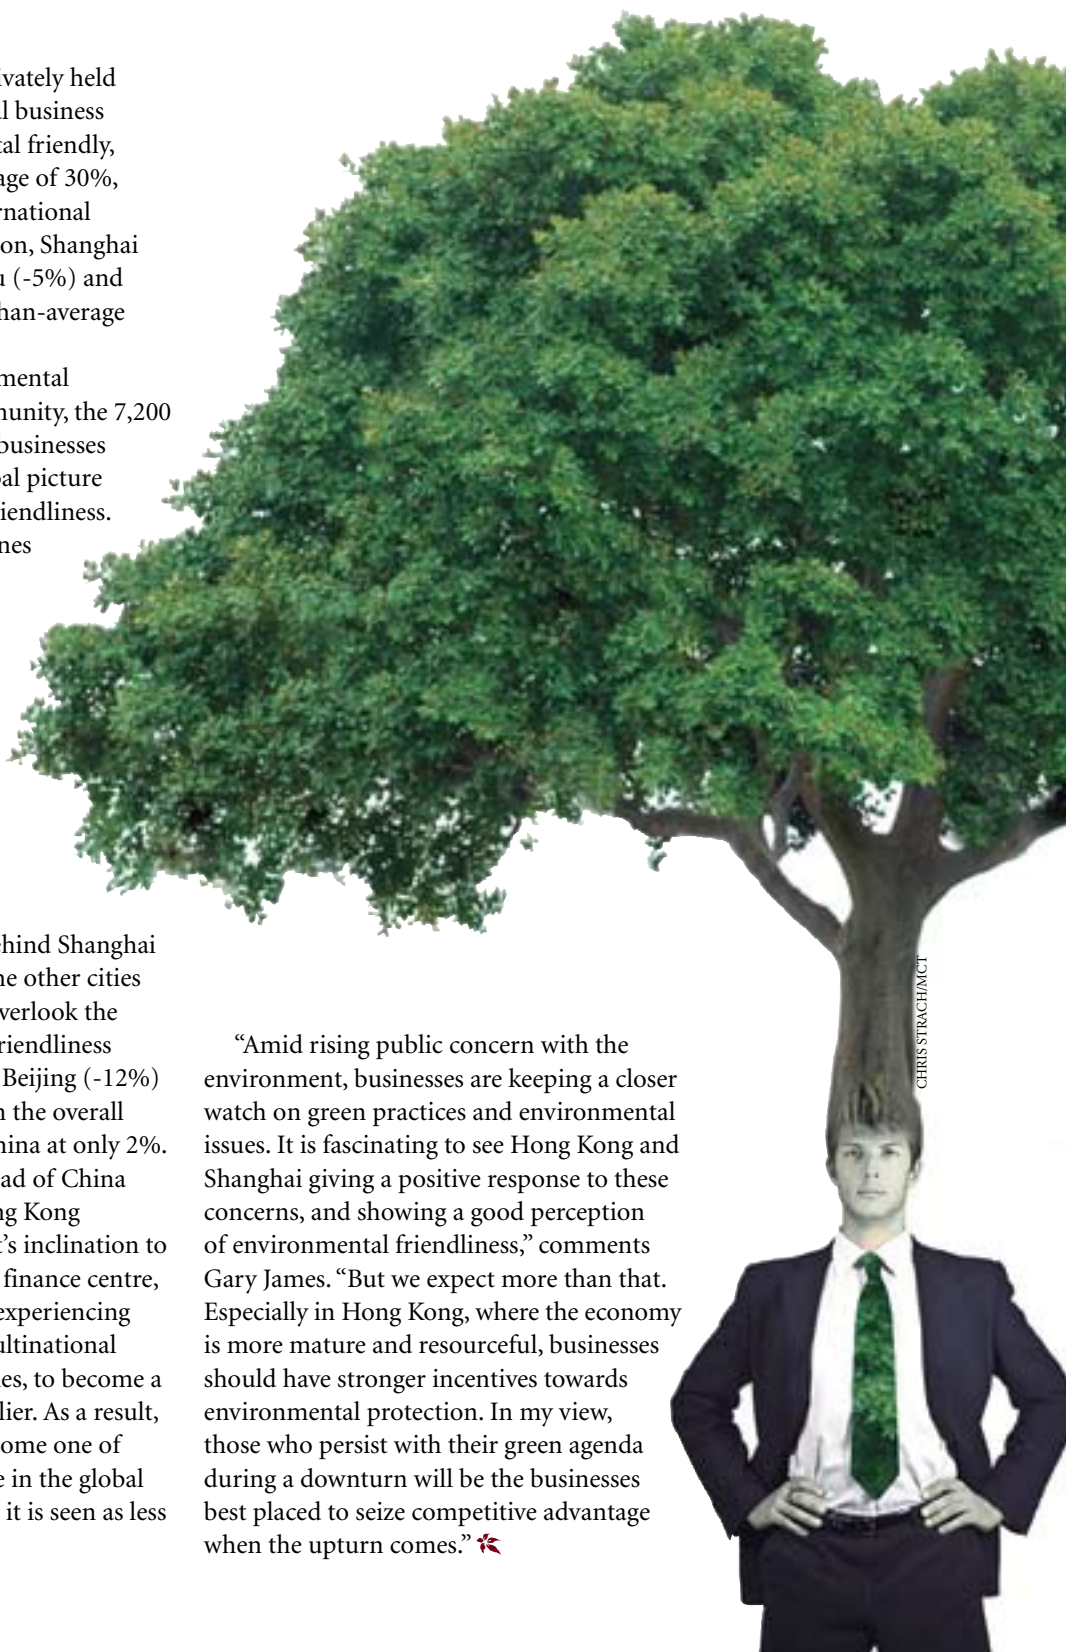 ivately held
l business
tal friendly,
age of 30%,
rnational
on, Shanghai
u (-5%) and
han-average
mental
nunity, the 7,200
businesses
al picture
iendliness.
nes
ehind Shanghai
ne other cities
verlook the
riendliness
Beijing (-12%)
n the overall
hina at only 2%.
ad of China
ng Kong
t’s inclination to
finance centre,
experiencing
ultinational
es, to become a
lier. As a result,
ome one of
e in the global
it is seen as less
“Amid rising public concern with the
environment, businesses are keeping a closer
watch on green practices and environmental
issues. It is fascinating to see Hong Kong and
Shanghai giving a positive response to these
concerns, and showing a good perception
of environmental friendliness,” comments
Gary James. “But we expect more than that.
Especially in Hong Kong, where the economy
is more mature and resourceful, businesses
should have stronger incentives towards
environmental protection. In my view,
those who persist with their green agenda
during a downturn will be the businesses
best placed to seize competitive advantage
when the upturn comes.”
CHRIS STRACH/MCT